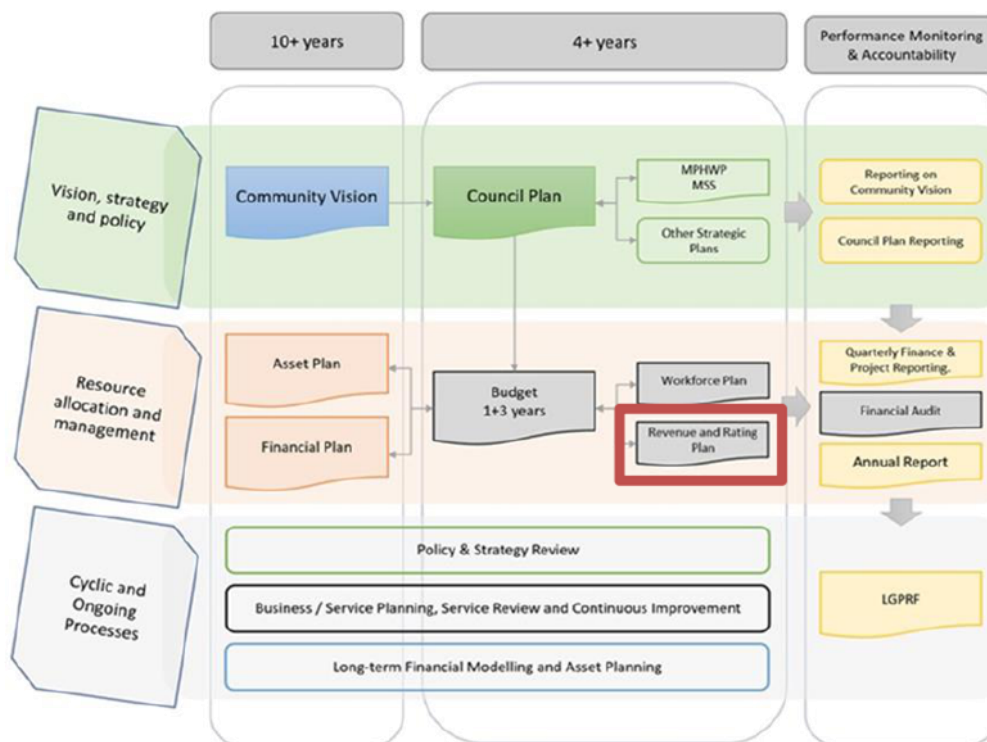 10+ years
4+ years
Performance Monitoring
& Accountability
Vision, strategy
and policy
Community Vision
Council Plan
MPHWP
MSS
Other Strategic
Plans
Reporting on
Community Vision
Council Plan Reporting
Resource
allocation and
management
Asset Plan
Financial Plan
Budget
1+3 years
Workforce Plan
Revenue and Rating
Plan
Quarterly Finance &
Project Reporting.
Financial Audit
Annual Report
Cyclic and
Ongoing
Processes
Policy & Strategy Review
Business / Service Planning, Service Review and Continuous Improvement
Long-term Financial Modelling and Asset Planning
LGPRF